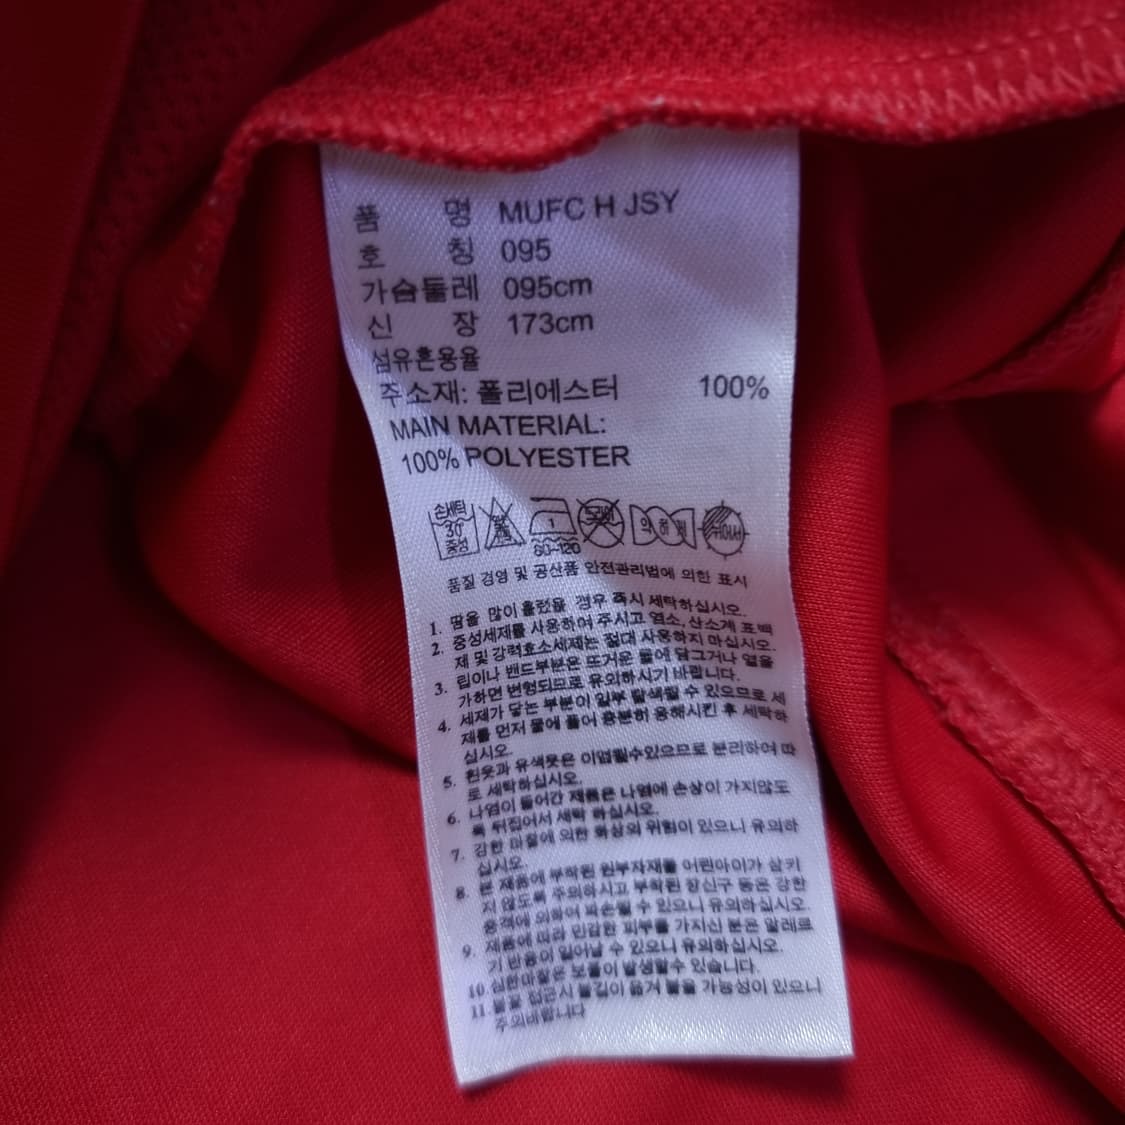 품 명 MUFC H JSY
호 칭 095
가슴둘레 095cm
신 장 173cm
섬유혼용율
주소재: 폴리에스터 100%
MAIN MATERIAL:
100% POLYESTER
손세탁 30° 중성 1 80~120 드라이 약하게 뉘어서
품질 경영 및 공산품 안전관리법에 의한 표시
1. 땀을 많이 흘렸을 경우 즉시 세탁하십시오.
2. 중성세제를 사용하여 주시고 염소, 산소계 표백
제 및 강력효소세제는 절대 사용하지 마십시오.
3. 립이나 밴드부분은 뜨거운 물에 담그거나 열을
가하면 변형되므로 유의하시기 바랍니다.
4. 세제가 닿는 부분이 일부 탈색될 수 있으므로 세
제를 먼저 물에 풀어 충분히 용해시킨 후 세탁하
십시오.
5. 흰옷과 유색옷은 이염될수있으므로 분리하여 따
로 세탁하십시오.
6. 나염이 들어간 제품은 나염에 손상이 가지않도
록 뒤집어서 세탁 하십시오.
7. 강한 마찰에 의한 화상의 위험이 있으니 유의하
십시오.
8. 본 제품에 부착된 원부자재를 어린아이가 삼키
지 않도록 주의하시고 부착된 장신구 등은 강한
충격에 의하여 파손될 수 있으니 유의하십시오.
9. 제품에 따라 민감한 피부를 가지신 분은 알레르
기 반응이 일어날 수 있으니 유의하십시오.
10. 심한마찰은 보풀이 발생할수 있습니다.
11. 불꽃 접근시 불길이 옮겨 붙을 가능성이 있으니
주의바랍니다